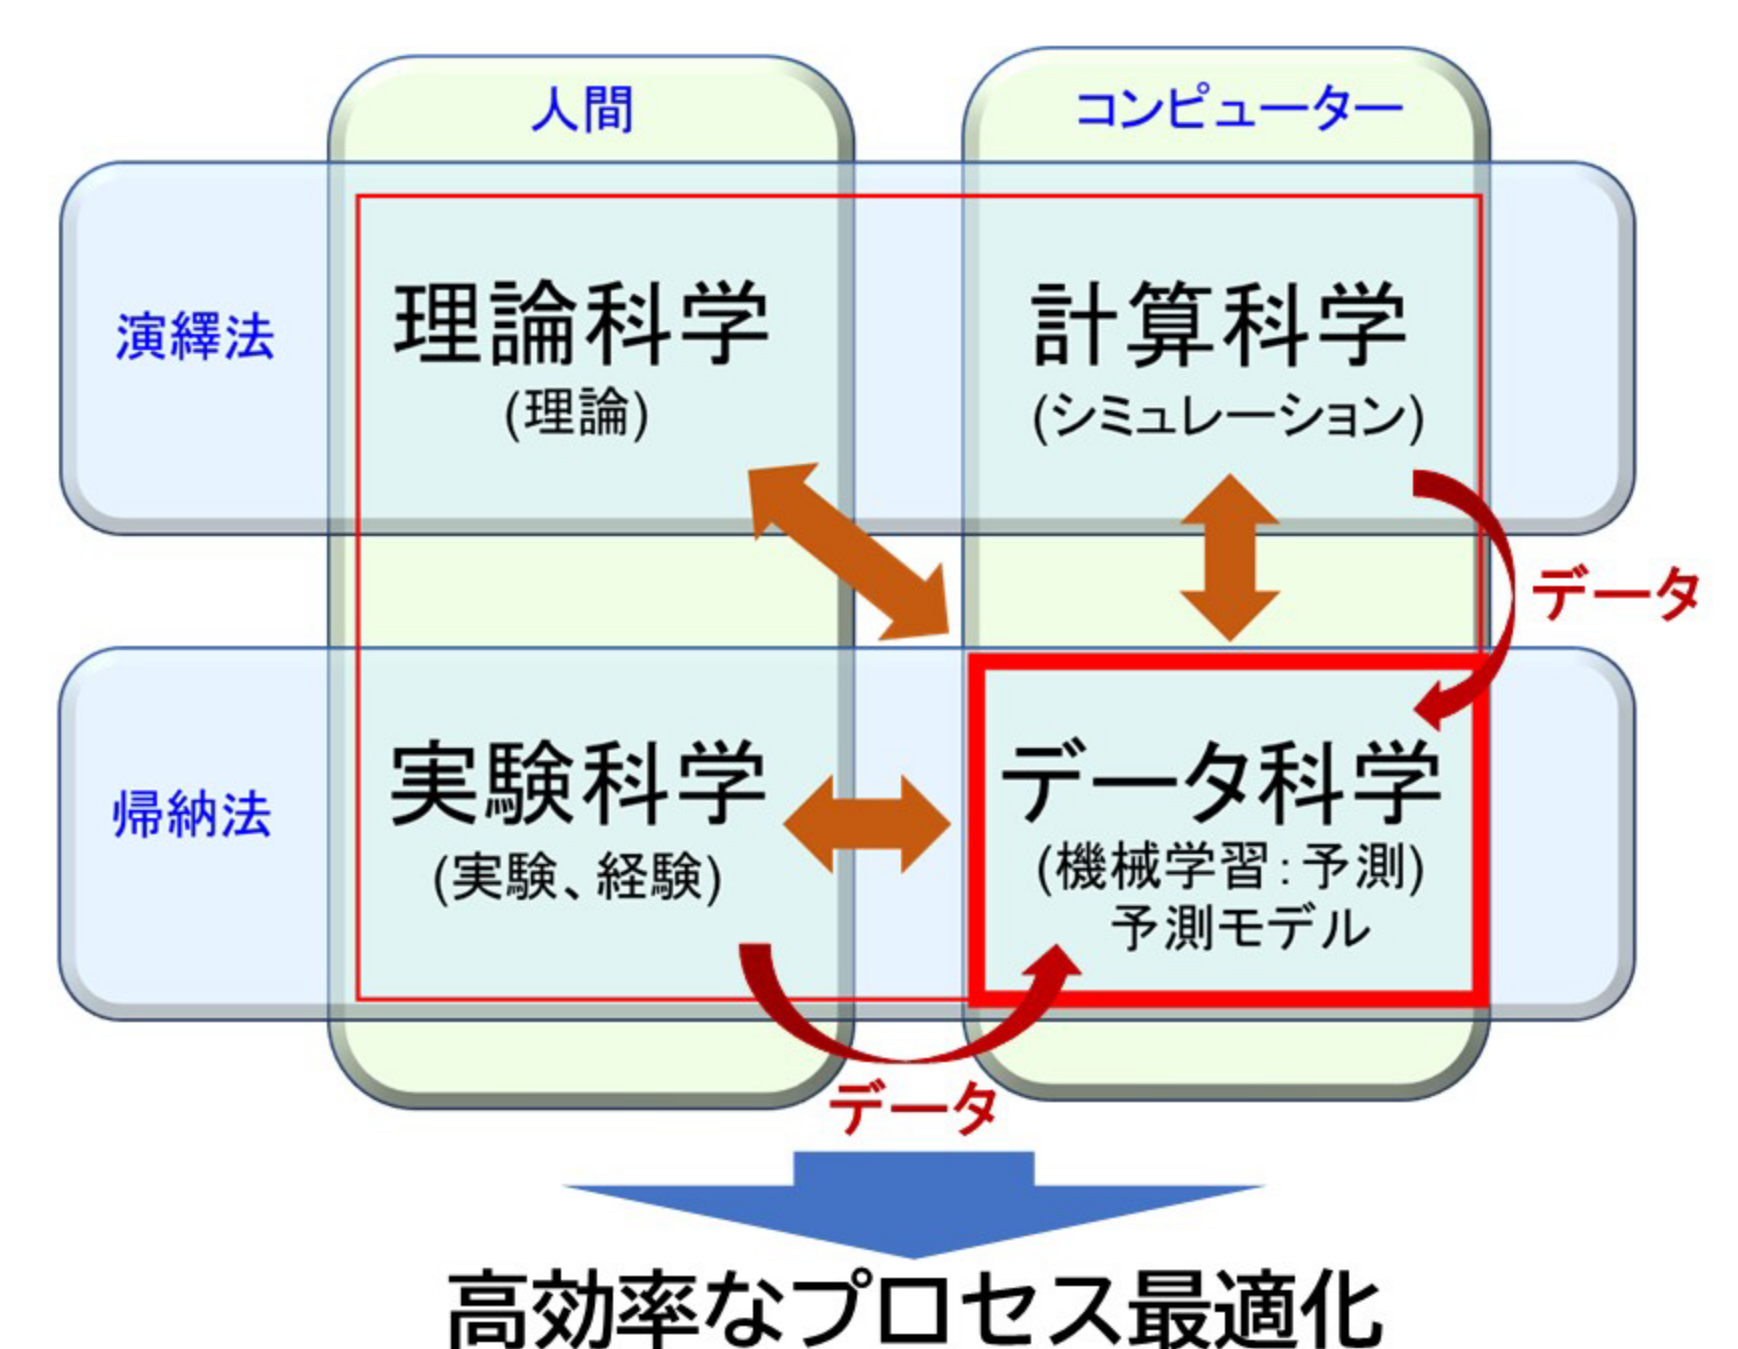 人間
コンピューター
演繹法
理論科学
(理論)
計算科学
(シミュレーション)
データ
帰納法
実験科学
(実験、経験)
データ科学
(機械学習：予測)
予測モデル
データ
高効率なプロセス最適化